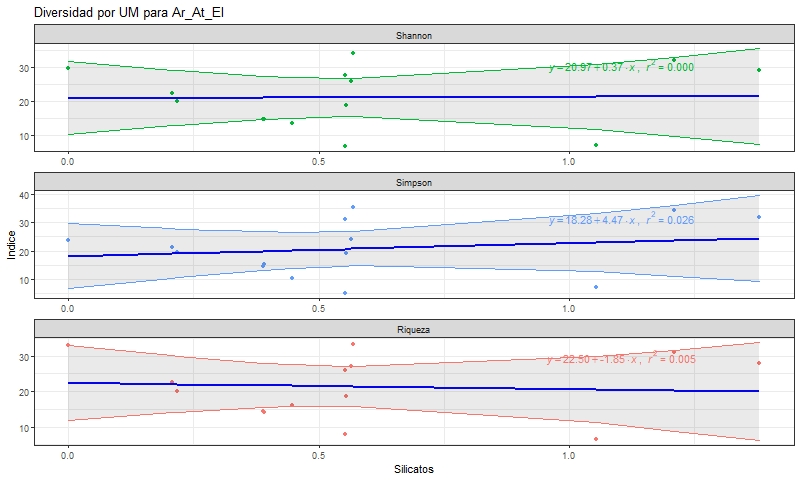 Diversidad por UM para Ar_At_El
Shannon
30
20
10
y = 20.97 + 0.37 · x , r² = 0.000
0.0 0.5 1.0
Simpson
40
30
20
10
y = 18.28 + 4.47 · x , r² = 0.026
0.0 0.5 1.0
Indice
Riqueza
30
20
10
y = 22.50 + -1.85 · x , r² = 0.005
0.0 0.5 1.0
Silicatos